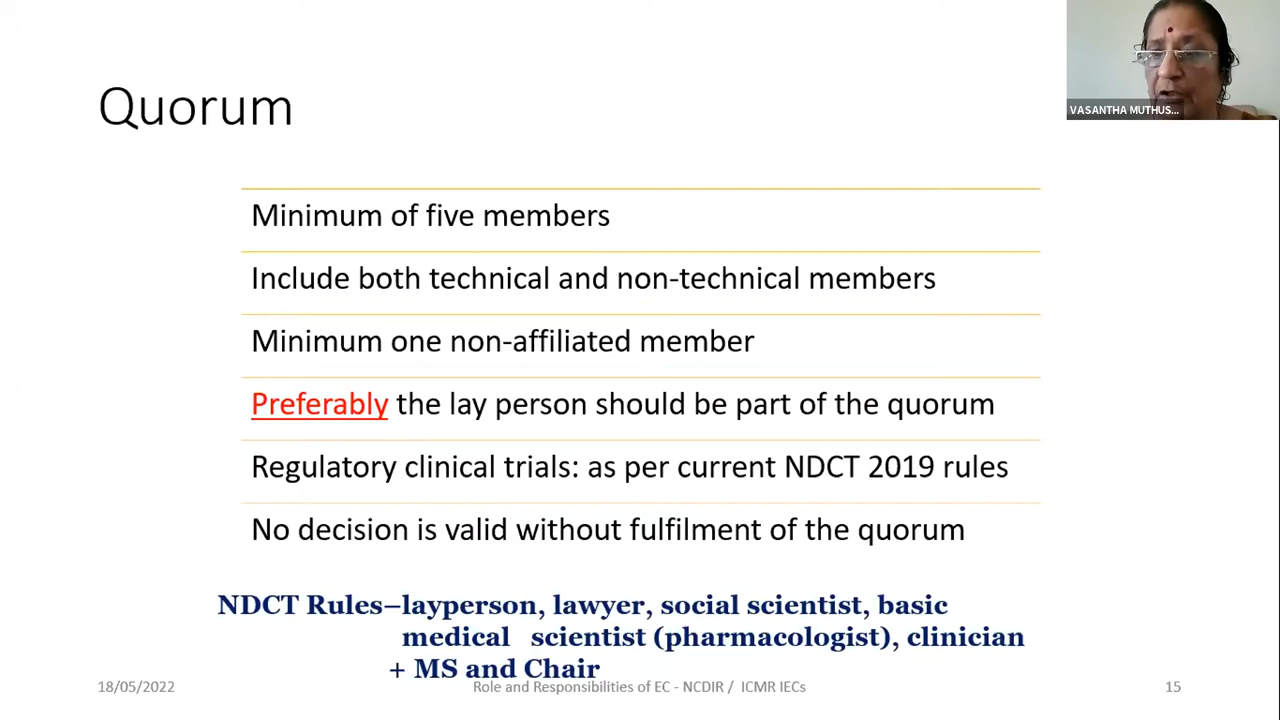 VASANTHA MUTHUS...
Quorum
Minimum of five members
Include both technical and non-technical members
Minimum one non-affiliated member
Preferably the lay person should be part of the quorum
Regulatory clinical trials: as per current NDCT 2019 rules
No decision is valid without fulfilment of the quorum
NDCT Rules–layperson, lawyer, social scientist, basic
medical scientist (pharmacologist), clinician
+ MS and Chair
18/05/2022
Role and Responsibilities of EC - NCDIR / ICMR IECs
15